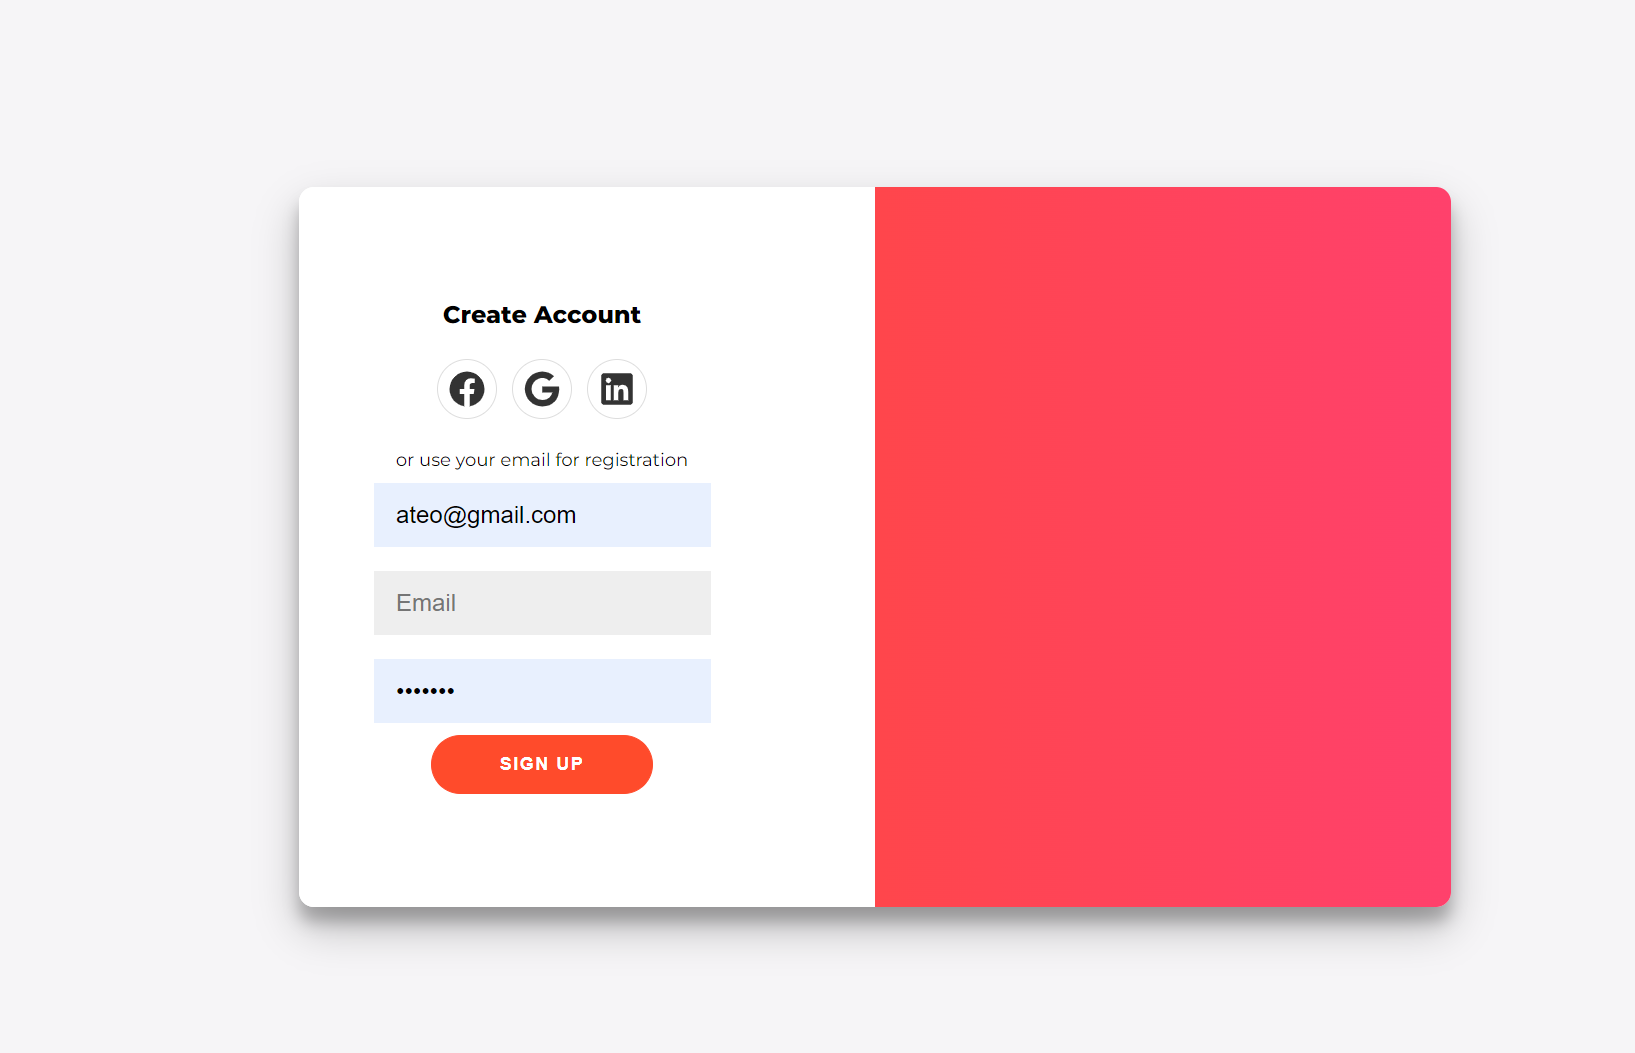 Create Account
or use your email for registration
ateo@gmail.com
Email
•••••••
SIGN UP